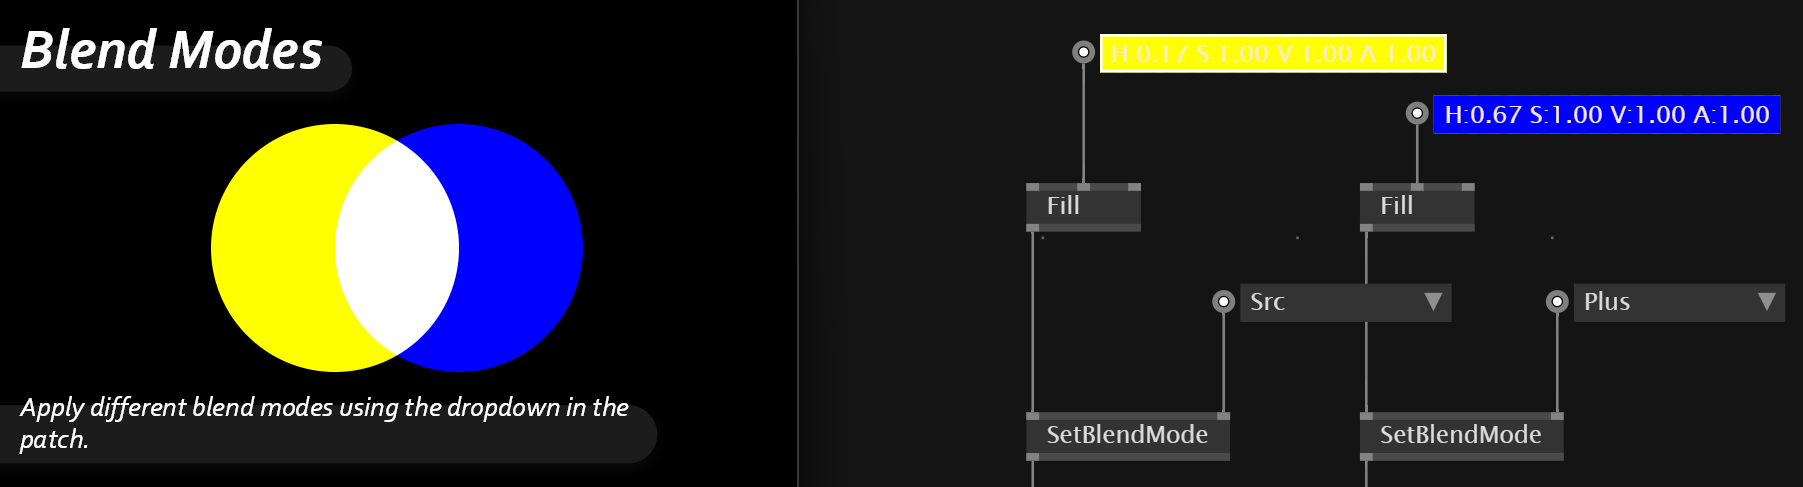 Blend Modes
Apply different blend modes using the dropdown in the
patch.
H:0.17 S:1.00 V:1.00 A:1.00
H:0.67 S:1.00 V:1.00 A:1.00
Fill
Fill
Src
Plus
SetBlendMode
SetBlendMode